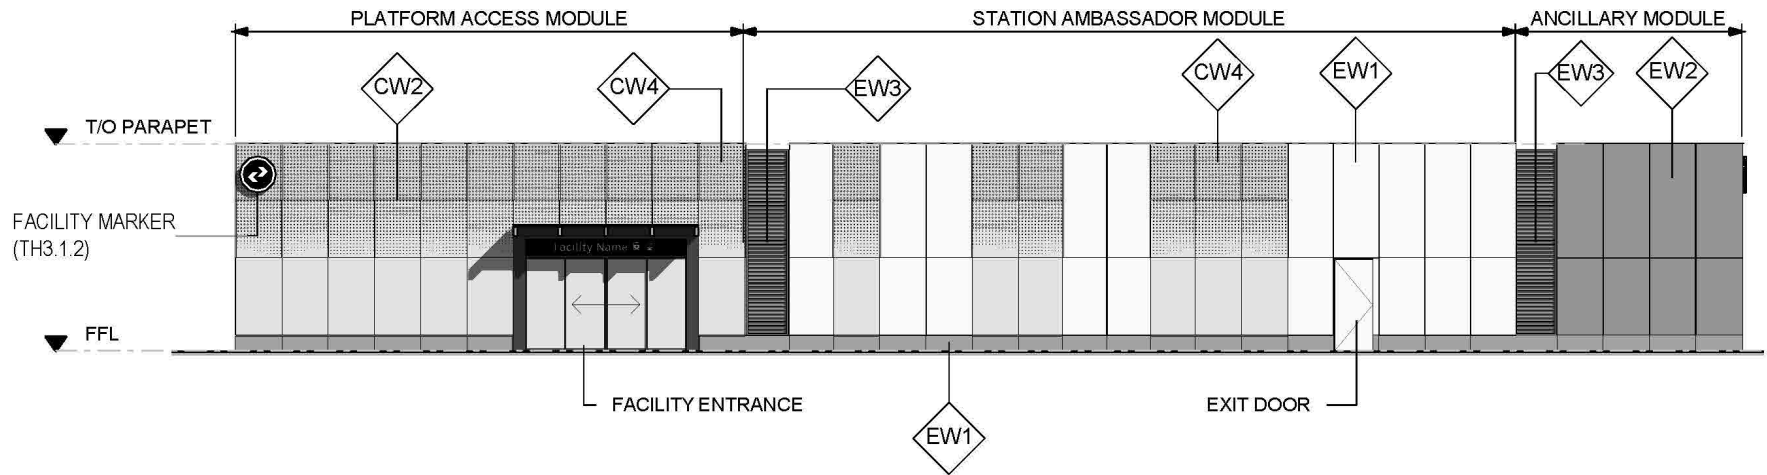 PLATFORM ACCESS MODULE
STATION AMBASSADOR MODULE
ANCILLARY MODULE
CW2
CW4
EW3
CW4
EW1
EW3
EW2
T/O PARAPET
FACILITY MARKER
(TH3.1.2)
Facility Name
FFL
FACILITY ENTRANCE
EXIT DOOR
EW1